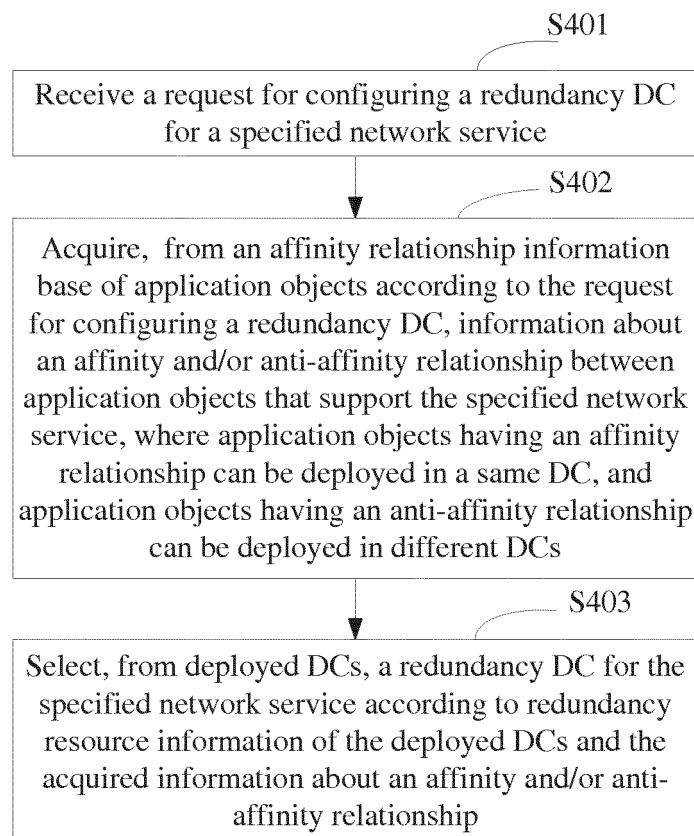 S401
Receive a request for configuring a redundancy DC
for a specified network service
S402
Acquire, from an affinity relationship information
base of application objects according to the request
for configuring a redundancy DC, information about
an affinity and/or anti-affinity relationship between
application objects that support the specified network
service, where application objects having an affinity
relationship can be deployed in a same DC, and
application objects having an anti-affinity relationship
can be deployed in different DCs
S403
Select, from deployed DCs, a redundancy DC for the
specified network service according to redundancy
resource information of the deployed DCs and the
acquired information about an affinity and/or anti-
affinity relationship